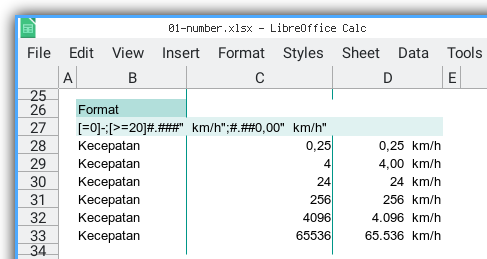 01-number.xlsx – LibreOffice Calc
File Edit View Insert Format Styles Sheet Data Tools
A B C D E
25
26 Format
27 [=0]-;[>=20]#.###" km/h";#.##0,00" km/h"
28 Kecepatan 0,25 0,25 km/h
29 Kecepatan 4 4,00 km/h
30 Kecepatan 24 24 km/h
31 Kecepatan 256 256 km/h
32 Kecepatan 4096 4.096 km/h
33 Kecepatan 65536 65.536 km/h
34